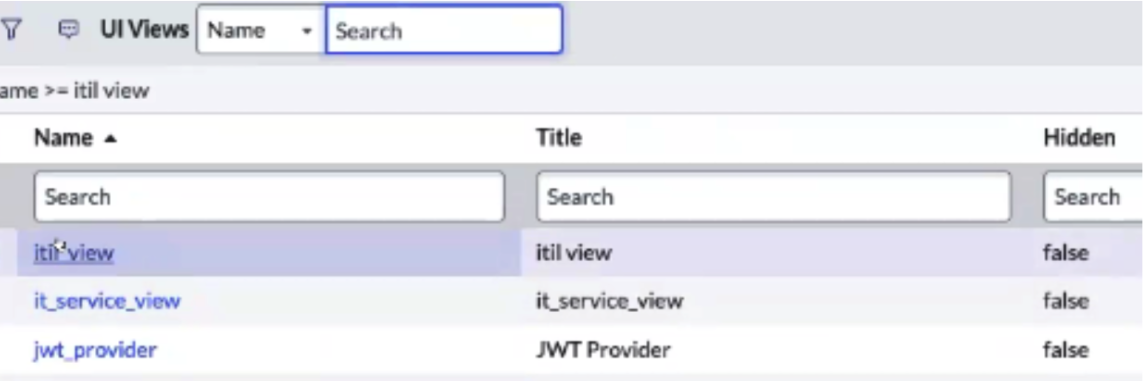 UI Views Name Search
ame >= itil view
Name Title Hidden
Search Search Search
itil view itil view false
it_service_view it_service_view false
jwt_provider JWT Provider false